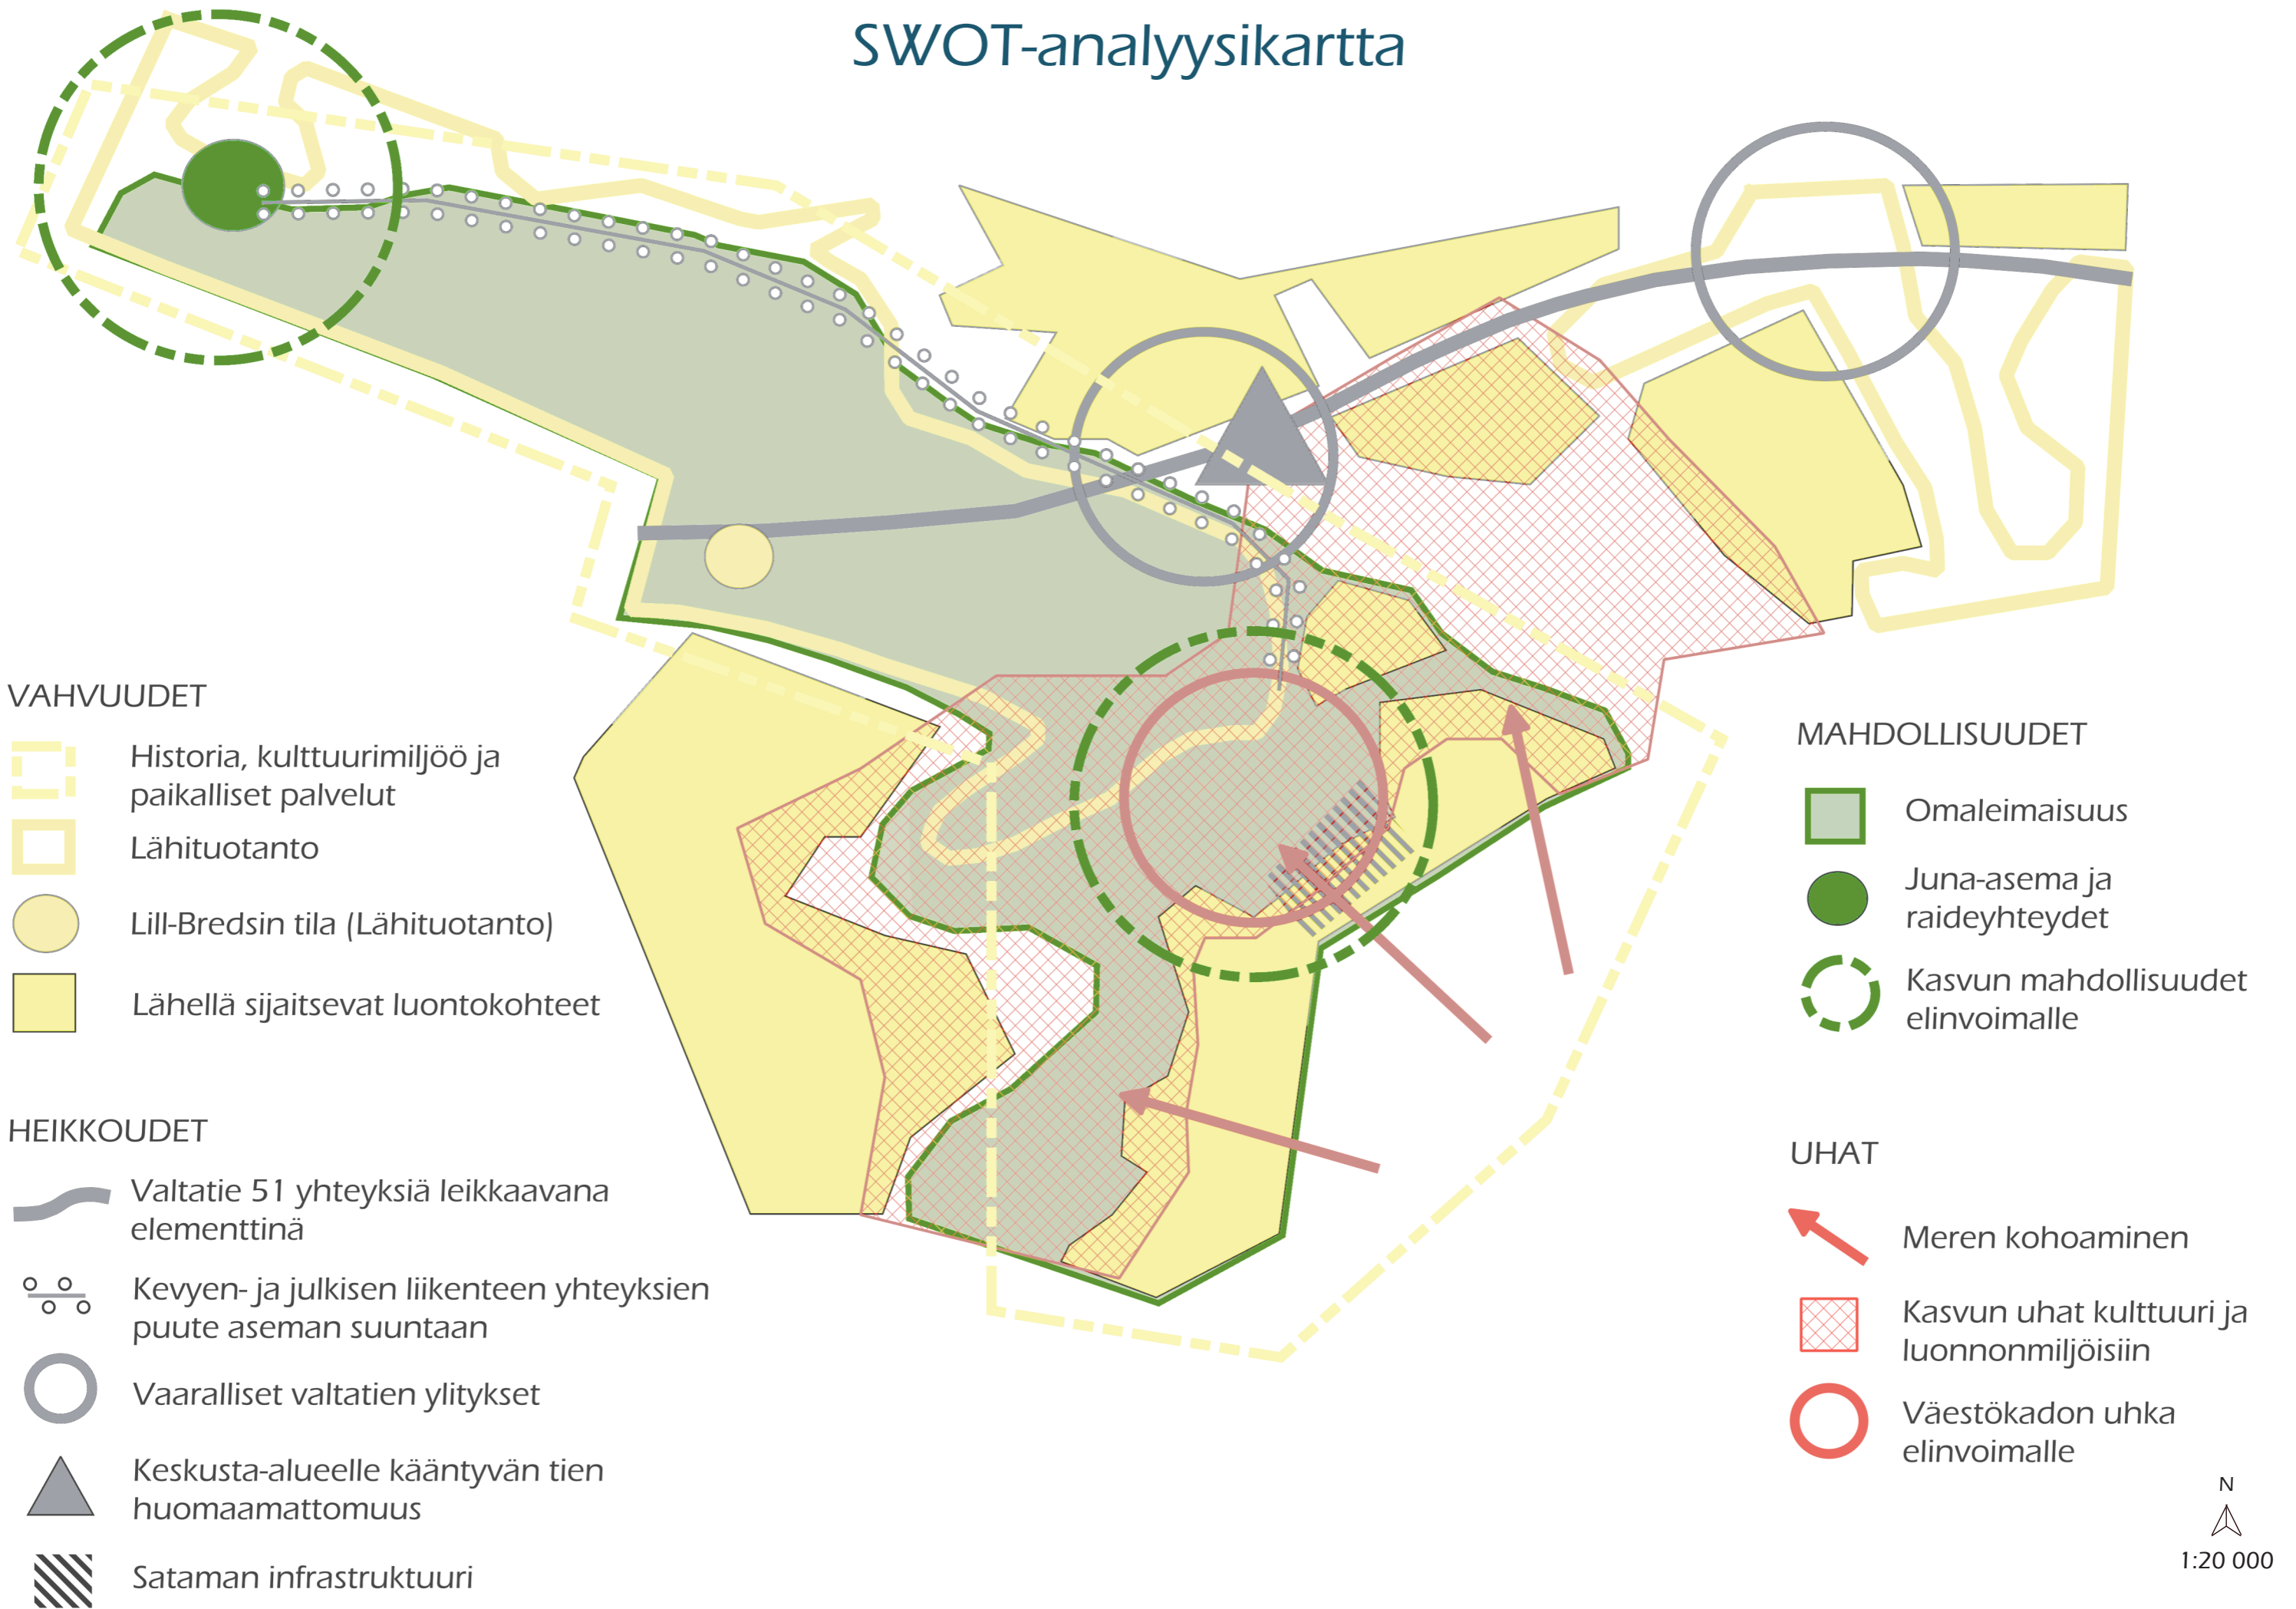 SWOT-analyysikartta
VAHVUUDET
Historia, kulttuurimiljöö ja
paikalliset palvelut
Lähituotanto
Lill-Bredsin tila (Lähituotanto)
Lähellä sijaitsevat luontokohteet
HEIKKOUDET
Valtatie 51 yhteyksiä leikkaavana
elementtinä
Kevyen- ja julkisen liikenteen yhteyksien
puute aseman suuntaan
Vaaralliset valtatien ylitykset
Keskusta-alueelle kääntyvän tien
huomaamattomuus
Sataman infrastruktuuri
MAHDOLLISUUDET
Omaleimaisuus
Juna-asema ja
raideyhteydet
Kasvun mahdollisuudet
elinvoimalle
UHAT
Meren kohoaminen
Kasvun uhat kulttuuri ja
luonnonmiljöisiin
Väestökadon uhka
elinvoimalle
N
1:20 000